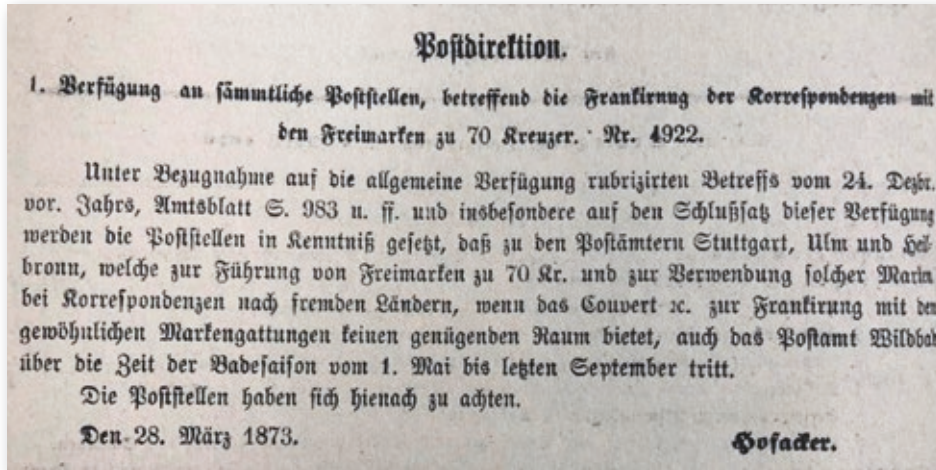 Postdirektion.
1. Verfügung an sämmtliche Poststellen, betreffend die Frankirung der Korrespondenzen mit
den Freimarken zu 70 Kreuzer. Nr. 4922.
Unter Bezugnahme auf die allgemeine Verfügung rubrizirten Betreffs vom 24. Dezbr.
vor. Jahrs, Amtsblatt S. 983 u. ff. und insbesondere auf den Schlußsatz dieser Verfügung
werden die Poststellen in Kenntniß gesetzt, daß zu den Postämtern Stuttgart, Ulm und Heil-
bronn, welche zur Führung von Freimarken zu 70 Kr. und zur Verwendung solcher Marken
bei Korrespondenzen nach fremden Ländern, wenn das Couvert ꝛc. zur Frankirung mit den
gewöhnlichen Markengattungen keinen genügenden Raum bietet, auch das Postamt Wildbad
über die Zeit der Badesaison vom 1. Mai bis letzten September tritt.
Die Poststellen haben sich hienach zu achten.
Den 28. März 1873.
Hofacker.